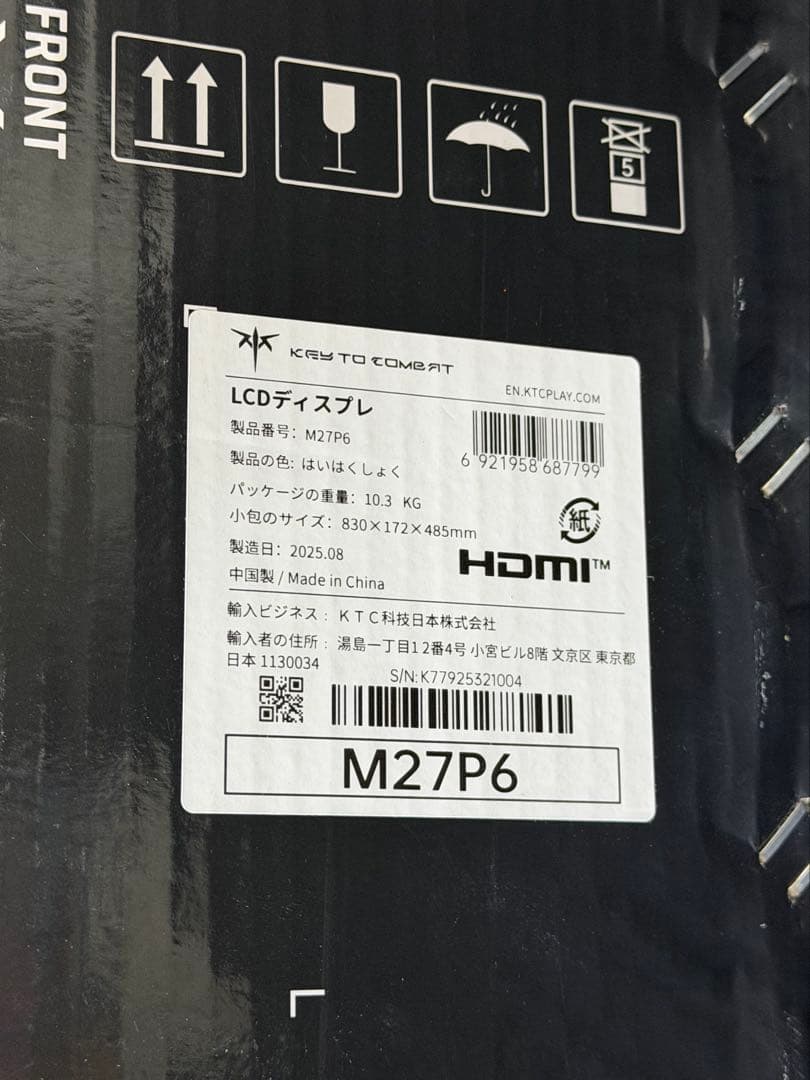 FRONT
5
KEY TO COMBAT
EN.KTCPLAY.COM
LCDディスプレ
製品番号: M27P6
製品の色: はいはくしょく
6 921958 687799
パッケージの重量: 10.3 KG
小包のサイズ: 830×172×485mm
紙
製造日: 2025.08
HDMI™
中国製 / Made in China
輸入ビジネス: KTC科技日本株式会社
輸入者の住所: 湯島一丁目12番4号 小宮ビル8階 文京区 東京都
日本 1130034
S/N:K77925321004
M27P6